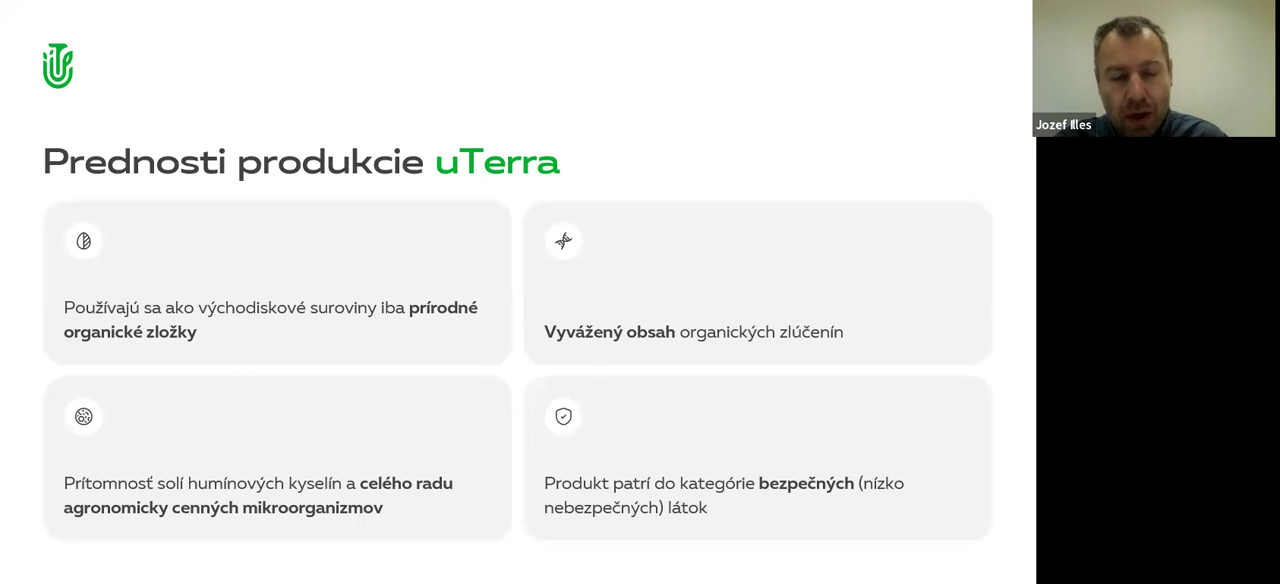 Jozef Illes
Prednosti produkcie uTerra
Používajú sa ako východiskové suroviny iba prírodné
organické zložky
Vyvážený obsah organických zlúčenín
Prítomnosť solí humínových kyselín a celého radu
agronomicky cenných mikroorganizmov
Produkt patrí do kategórie bezpečných (nízko
nebezpečných) látok